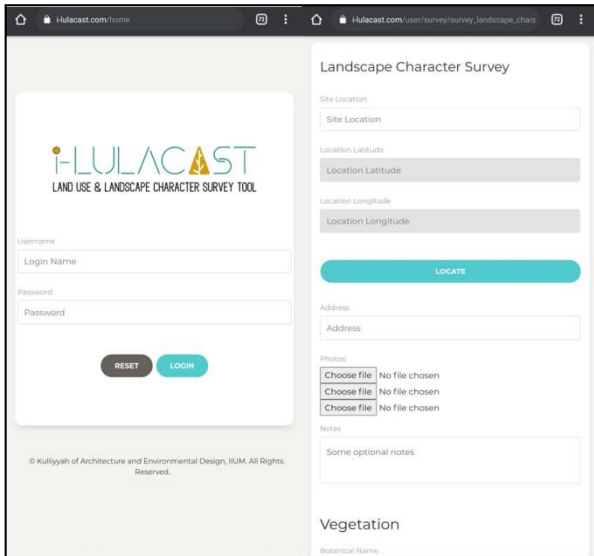 i-lulacast.com/home
72
i-LULACAST
LAND USE & LANDSCAPE CHARACTER SURVEY TOOL
Username
Login Name
Password
Password
RESET
LOGIN
© Kulliyyah of Architecture and Environmental Design, IIUM. All Rights
Reserved.
i-lulacast.com/user/survey/survey_landscape_chara
72
Landscape Character Survey
Site Location
Site Location
Location Latitude
Location Latitude
Location Longitude
Location Longitude
LOCATE
Address
Address
Photos
Choose file No file chosen
Choose file No file chosen
Choose file No file chosen
Notes
Some optional notes
Vegetation
Botanical Name